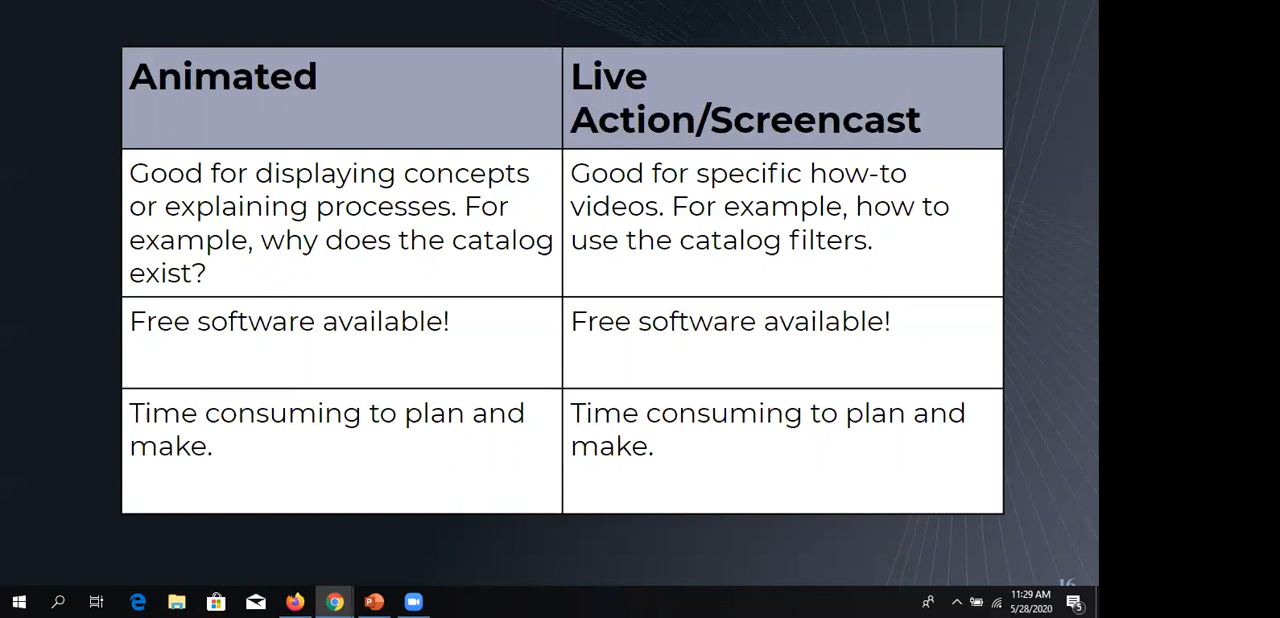 Animated
Live
Action/Screencast
Good for displaying concepts
or explaining processes. For
example, why does the catalog
exist?
Good for specific how-to
videos. For example, how to
use the catalog filters.
Free software available!
Free software available!
Time consuming to plan and
make.
Time consuming to plan and
make.
16
11:29 AM
5/28/2020
5